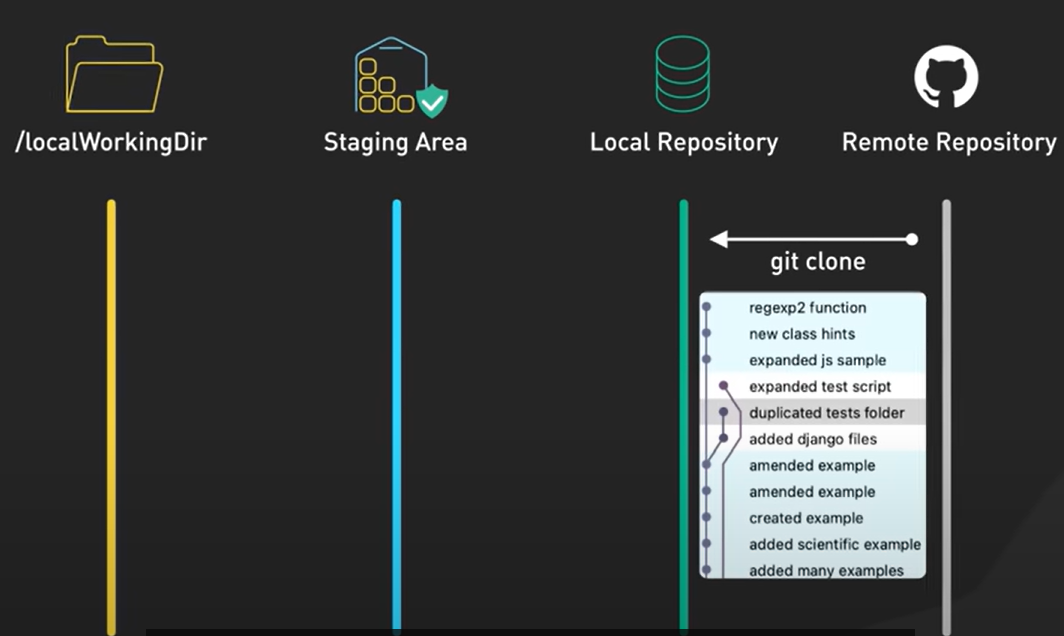 /localWorkingDir
Staging Area
Local Repository
Remote Repository
git clone
regexp2 function
new class hints
expanded js sample
expanded test script
duplicated tests folder
added django files
amended example
amended example
created example
added scientific example
added many examples